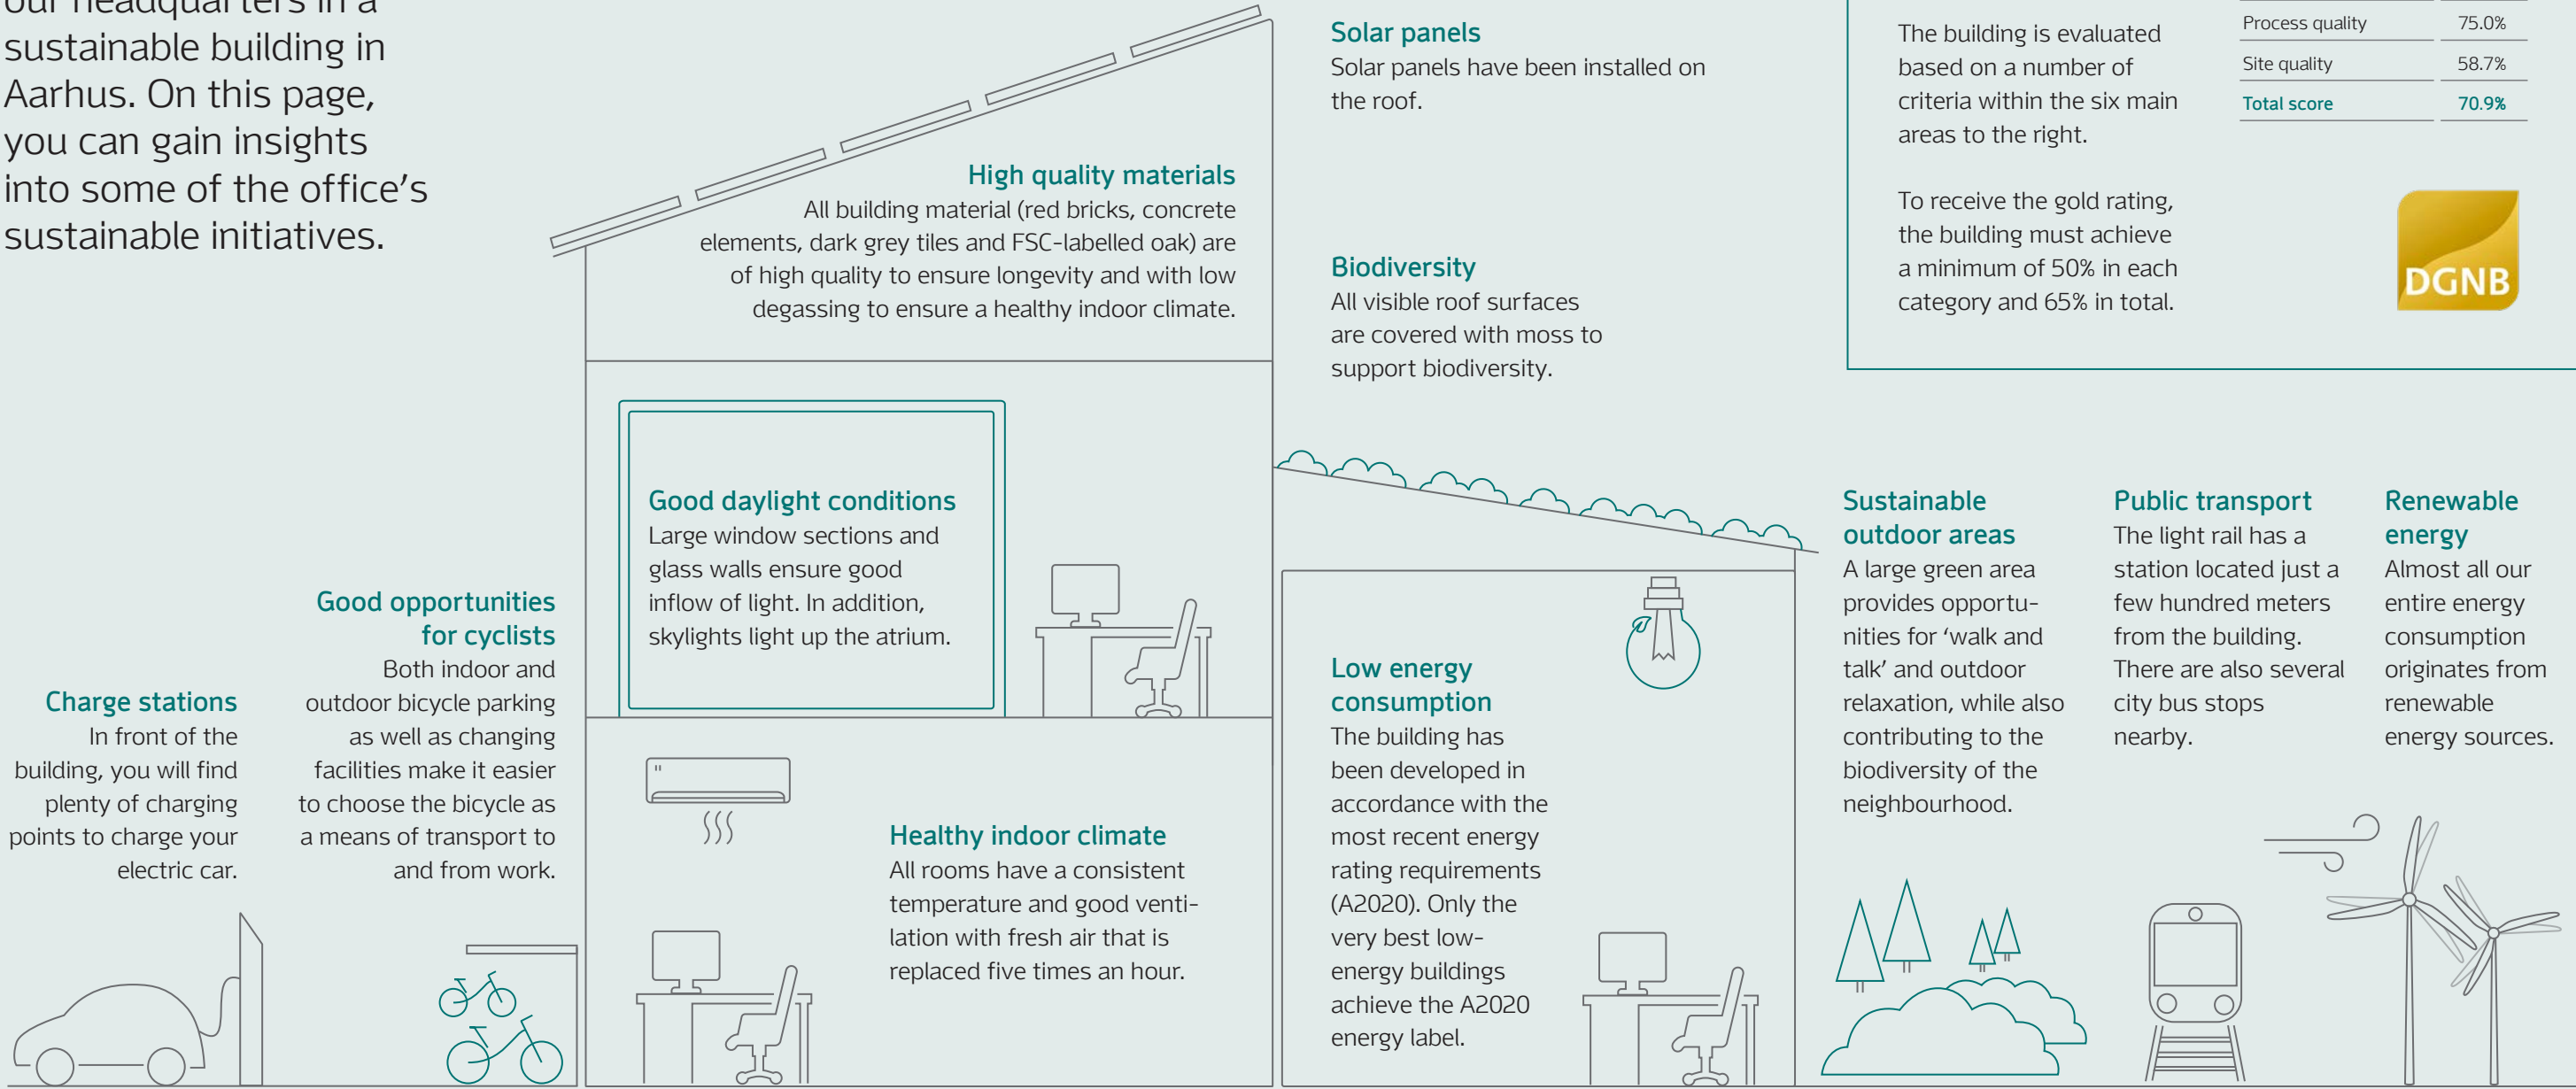 our headquarters in a
sustainable building in
Aarhus. On this page,
you can gain insights
into some of the office's
sustainable initiatives.
Solar panels
Solar panels have been installed on
the roof.
High quality materials
All building material (red bricks, concrete
elements, dark grey tiles and FSC-labelled oak) are
of high quality to ensure longevity and with low
degassing to ensure a healthy indoor climate.
Biodiversity
All visible roof surfaces
are covered with moss to
support biodiversity.
The building is evaluated
based on a number of
criteria within the six main
areas to the right.
To receive the gold rating,
the building must achieve
a minimum of 50% in each
category and 65% in total.
Process quality 75.0%
Site quality 58.7%
Total score 70.9%
DGNB
Charge stations
In front of the
building, you will find
plenty of charging
points to charge your
electric car.
Good opportunities
for cyclists
Both indoor and
outdoor bicycle parking
as well as changing
facilities make it easier
to choose the bicycle as
a means of transport to
and from work.
Good daylight conditions
Large window sections and
glass walls ensure good
inflow of light. In addition,
skylights light up the atrium.
Healthy indoor climate
All rooms have a consistent
temperature and good venti-
lation with fresh air that is
replaced five times an hour.
Low energy
consumption
The building has
been developed in
accordance with the
most recent energy
rating requirements
(A2020). Only the
very best low-
energy buildings
achieve the A2020
energy label.
Sustainable
outdoor areas
A large green area
provides opportu-
nities for ‘walk and
talk’ and outdoor
relaxation, while also
contributing to the
biodiversity of the
neighbourhood.
Public transport
The light rail has a
station located just a
few hundred meters
from the building.
There are also several
city bus stops
nearby.
Renewable
energy
Almost all our
entire energy
consumption
originates from
renewable
energy sources.